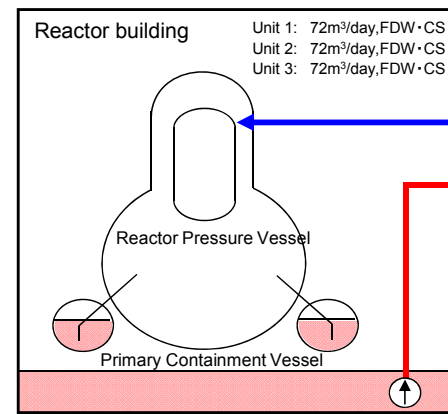 Reactor building
Unit 1: 72m³/day,FDW・CS
Unit 2: 72m³/day,FDW・CS
Unit 3: 72m³/day,FDW・CS
Reactor Pressure Vessel
Primary Containment Vessel